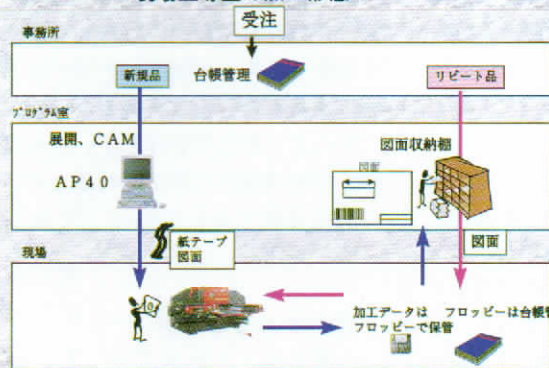 受注
事務所
新規品
台帳管理
リピート品
プログラム室
展開、CAM
AP40
図面収納棚
図面
紙テープ
図面
図面
現場
加工データは
フロッピーで保管
フロッピーは台帳管